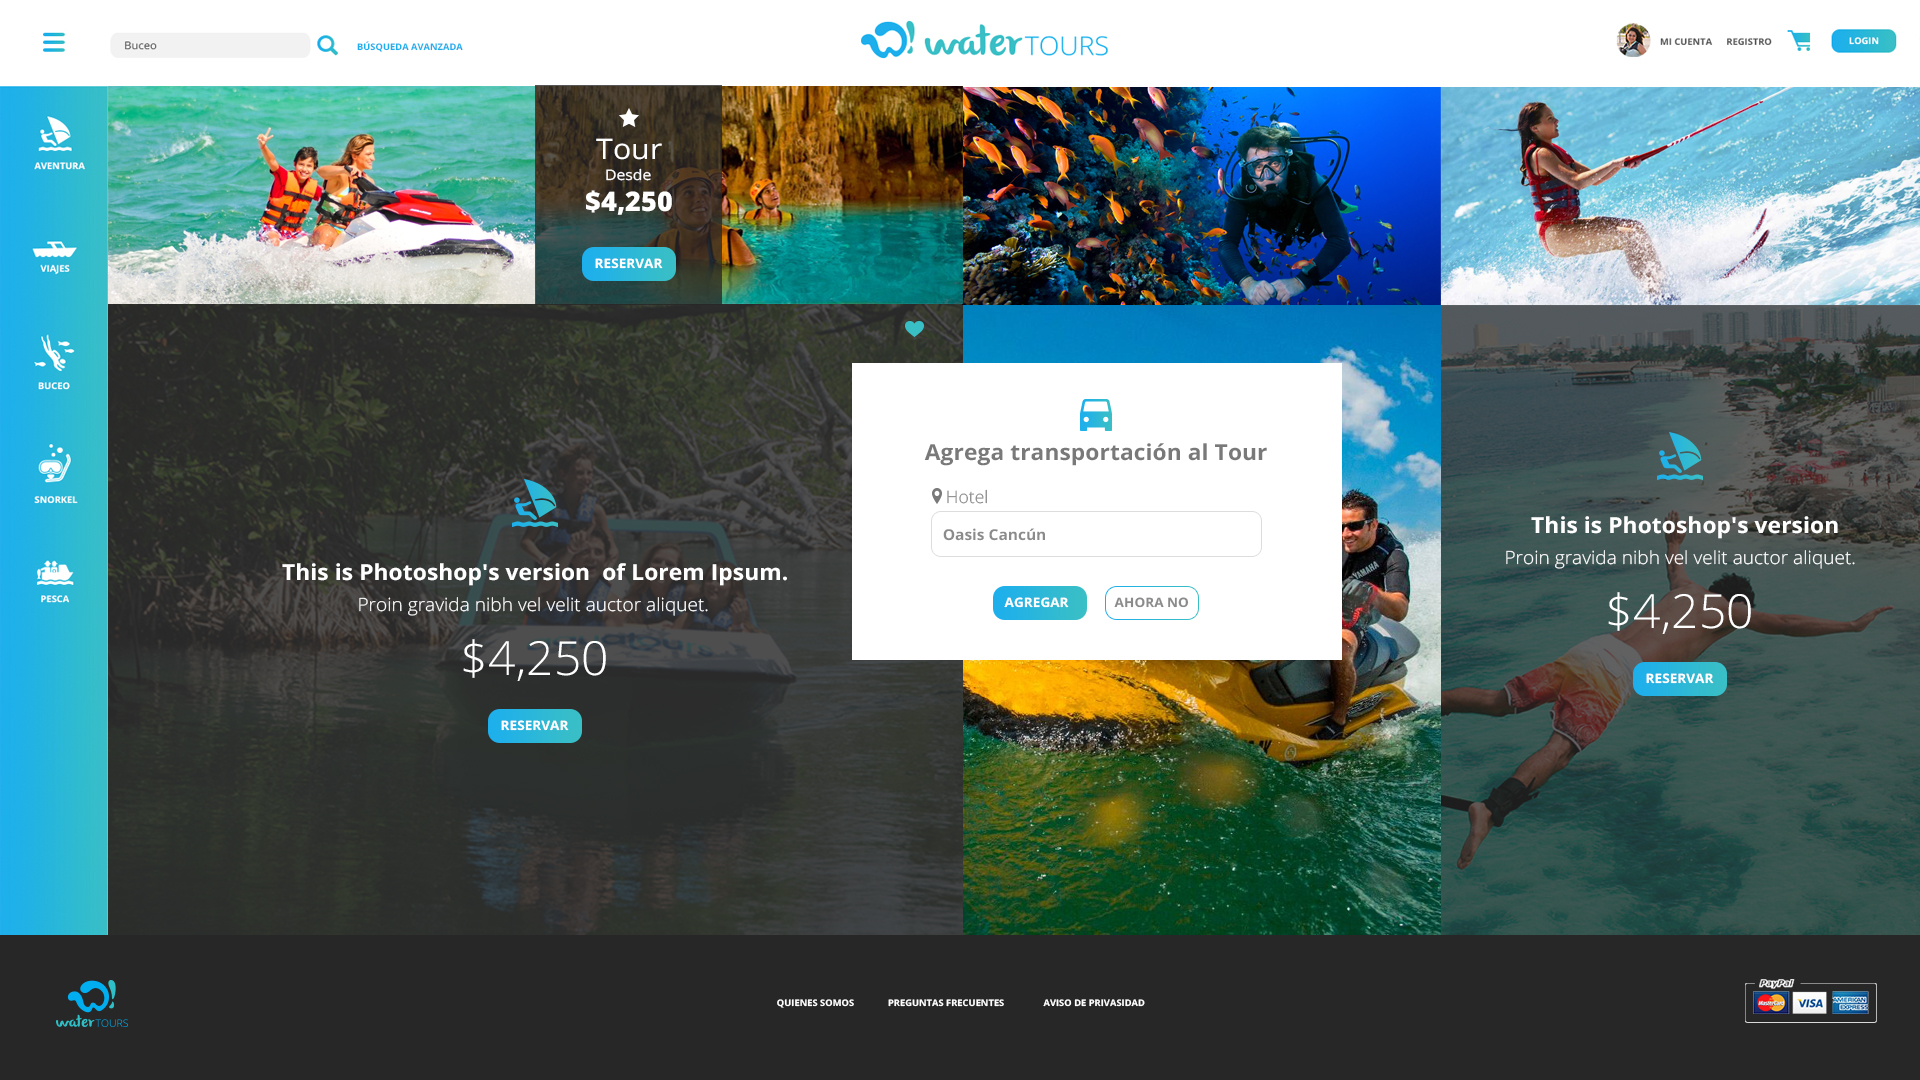 Buceo
BÚSQUEDA AVANZADA
water TOURS
MI CUENTA
REGISTRO
LOGIN
AVENTURA
VIAJES
BUCEO
SNORKEL
PESCA
Tour
Desde
$4,250
RESERVAR
This is Photoshop's version of Lorem Ipsum.
Proin gravida nibh vel velit auctor aliquet.
$4,250
RESERVAR
Agrega transportación al Tour
Hotel
Oasis Cancún
AGREGAR
AHORA NO
YAMAHA
This is Photoshop's version
Proin gravida nibh vel velit auctor aliquet.
$4,250
RESERVAR
water TOURS
QUIENES SOMOS
PREGUNTAS FRECUENTES
AVISO DE PRIVASIDAD
PayPal
MasterCard
VISA
AMERICAN
EXPRESS